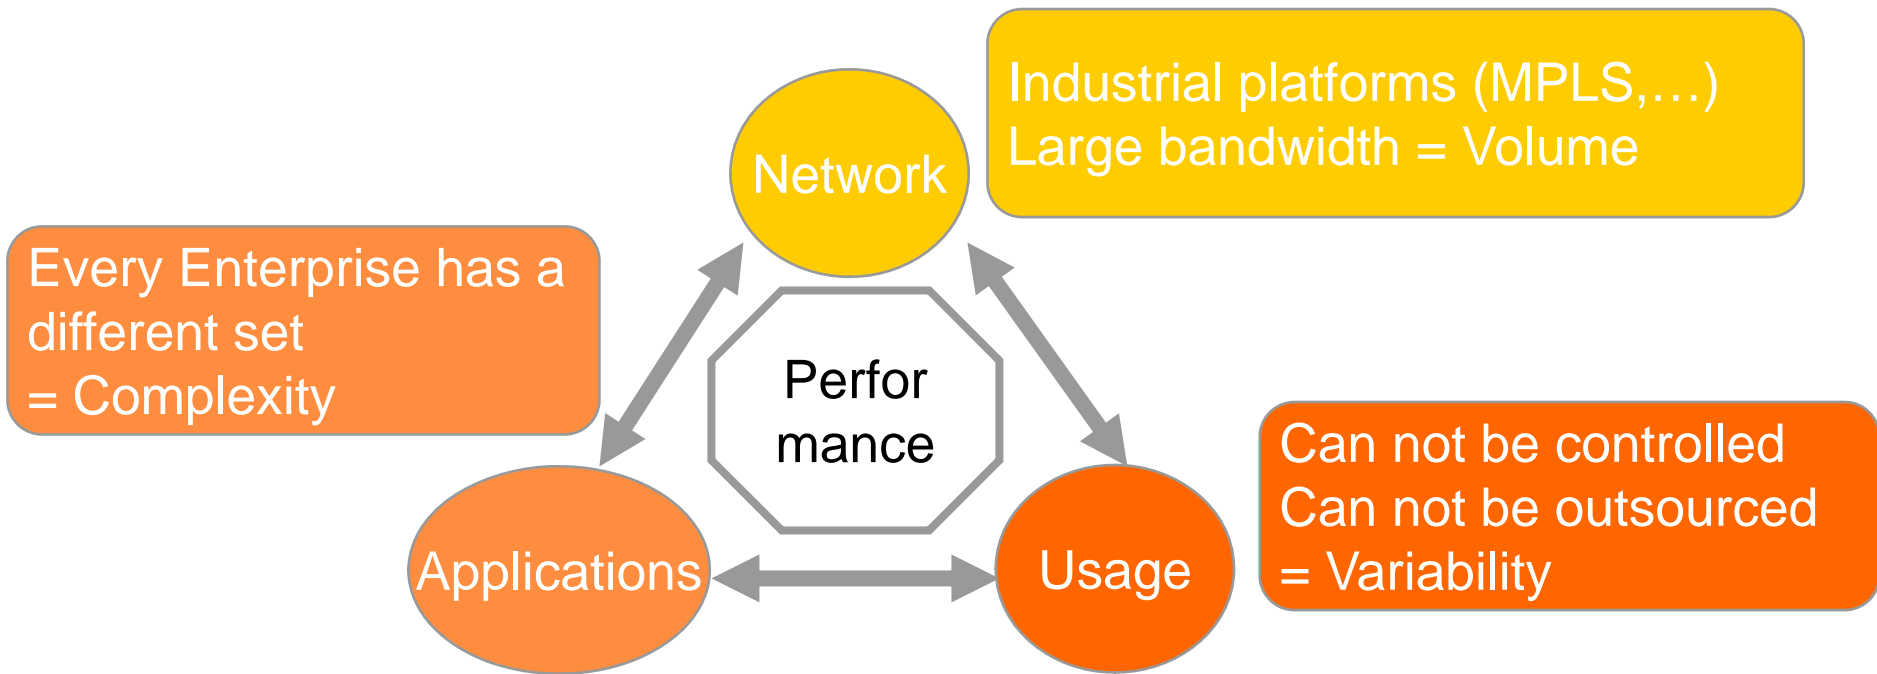 Industrial platforms (MPLS,…)
Large bandwidth = Volume
Network
Every Enterprise has a
different set
= Complexity
Perfor
mance
Can not be controlled
Can not be outsourced
= Variability
Applications
Usage